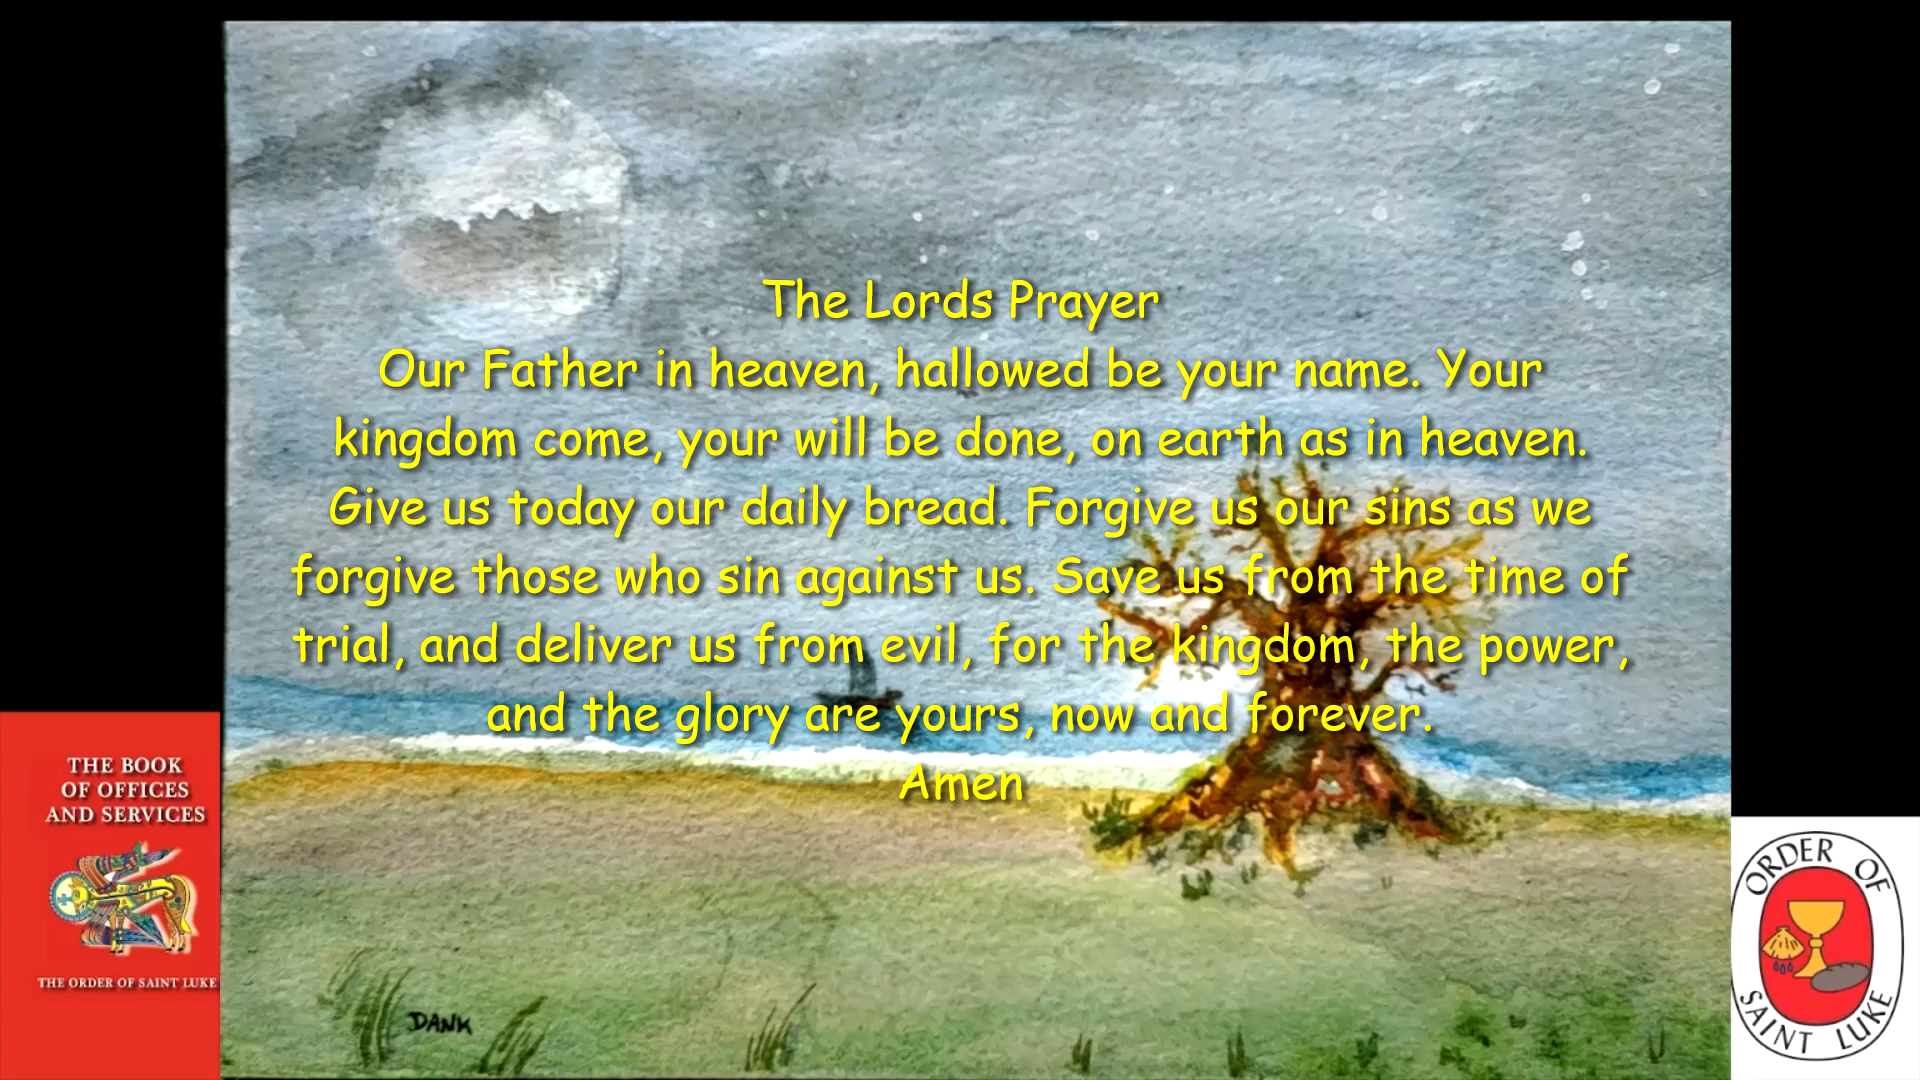 The Lords Prayer
Our Father in heaven, hallowed be your name. Your
kingdom come, your will be done, on earth as in heaven.
Give us today our daily bread. Forgive us our sins as we
forgive those who sin against us. Save us from the time of
trial, and deliver us from evil, for the kingdom, the power,
and the glory are yours, now and forever.
Amen
THE BOOK
OF OFFICES
AND SERVICES
THE ORDER OF SAINT LUKE
DANK
ORDER OF
SAINT LUKE